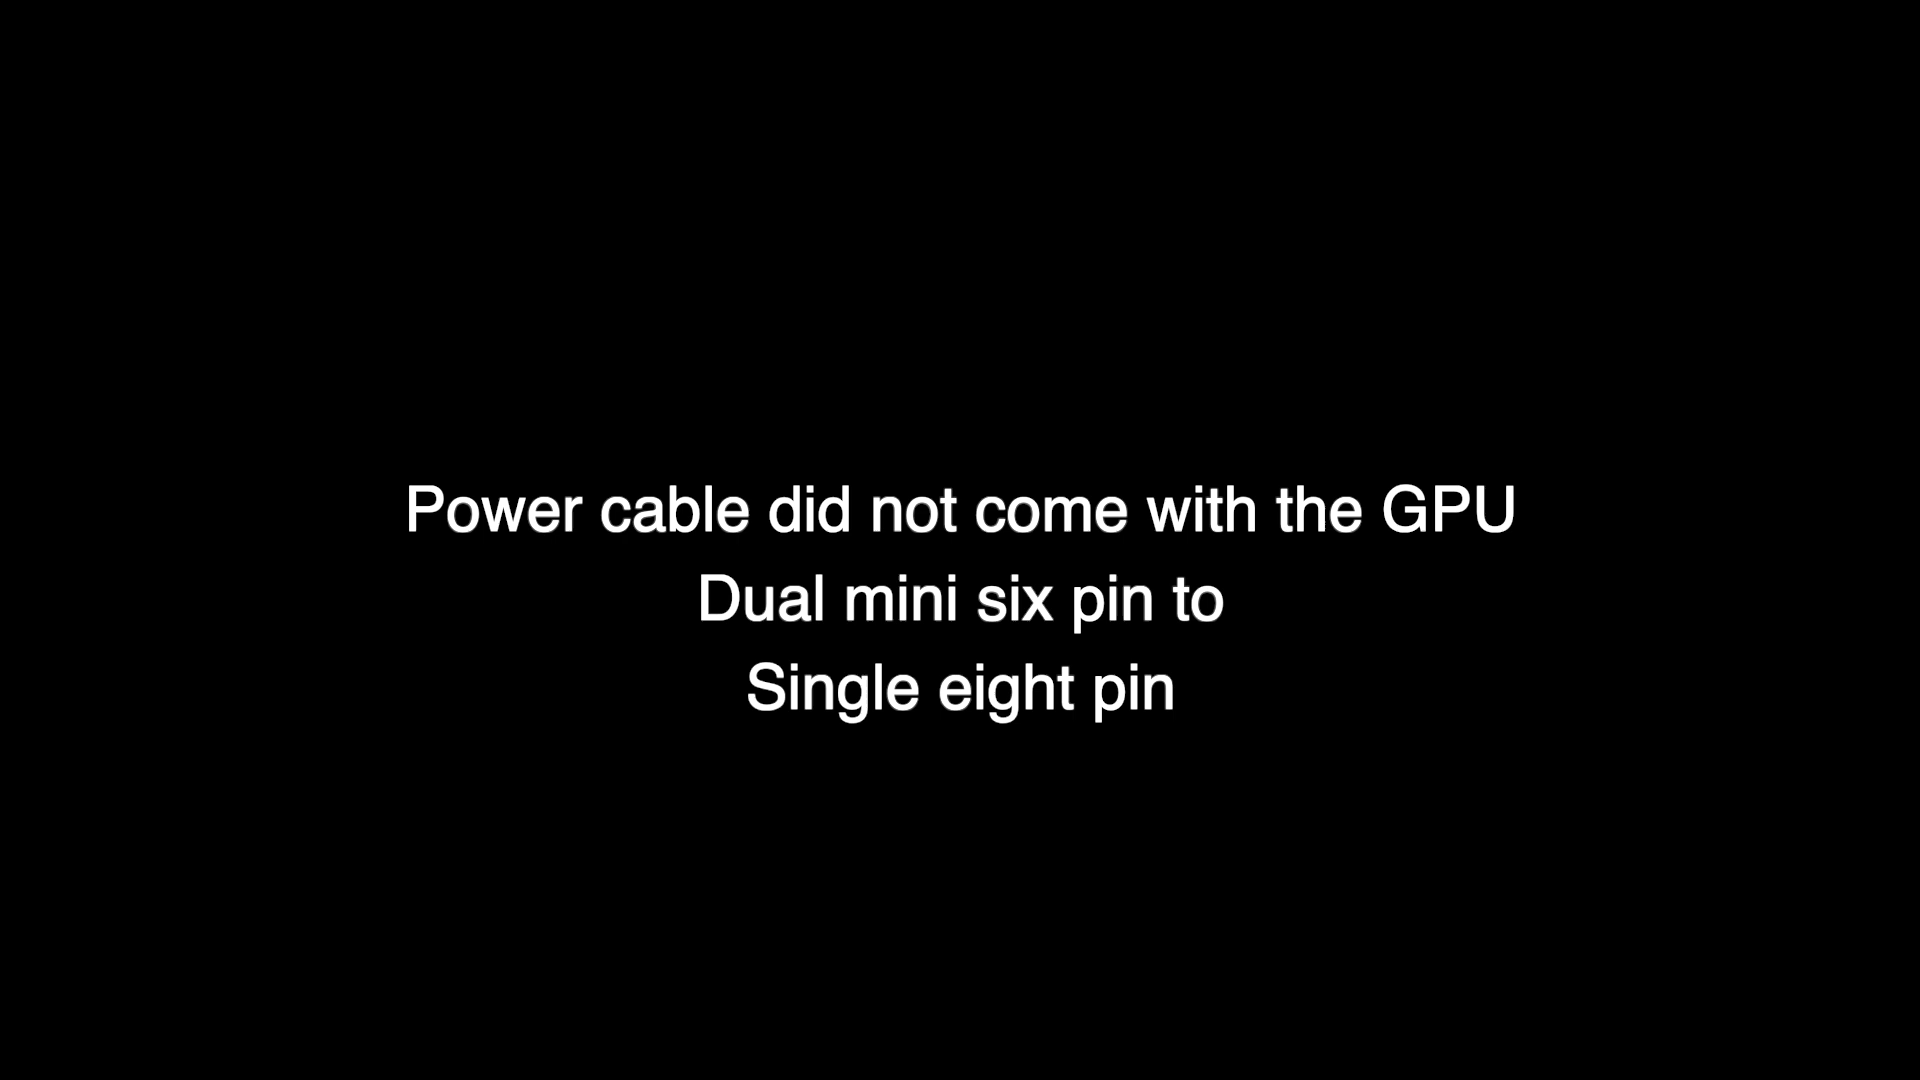 Power cable did not come with the GPU
Dual mini six pin to
Single eight pin